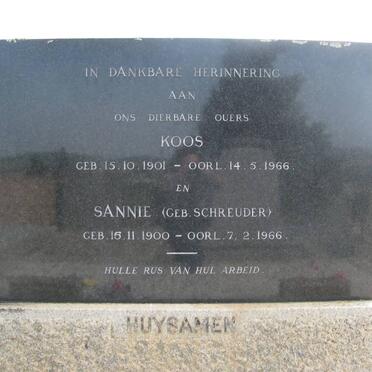 IN DANKBARE HERINNERING
AAN
ONS DIERBARE OUERS
KOOS
GEB. 15. 10. 1901 – OORL. 14. 5. 1966.
EN
SANNIE (GEB. SCHREUDER)
GEB. 15. 11. 1900 – OORL. 7. 2. 1966.
HULLE RUS VAN HUL ARBEID.
HUYSAMEN